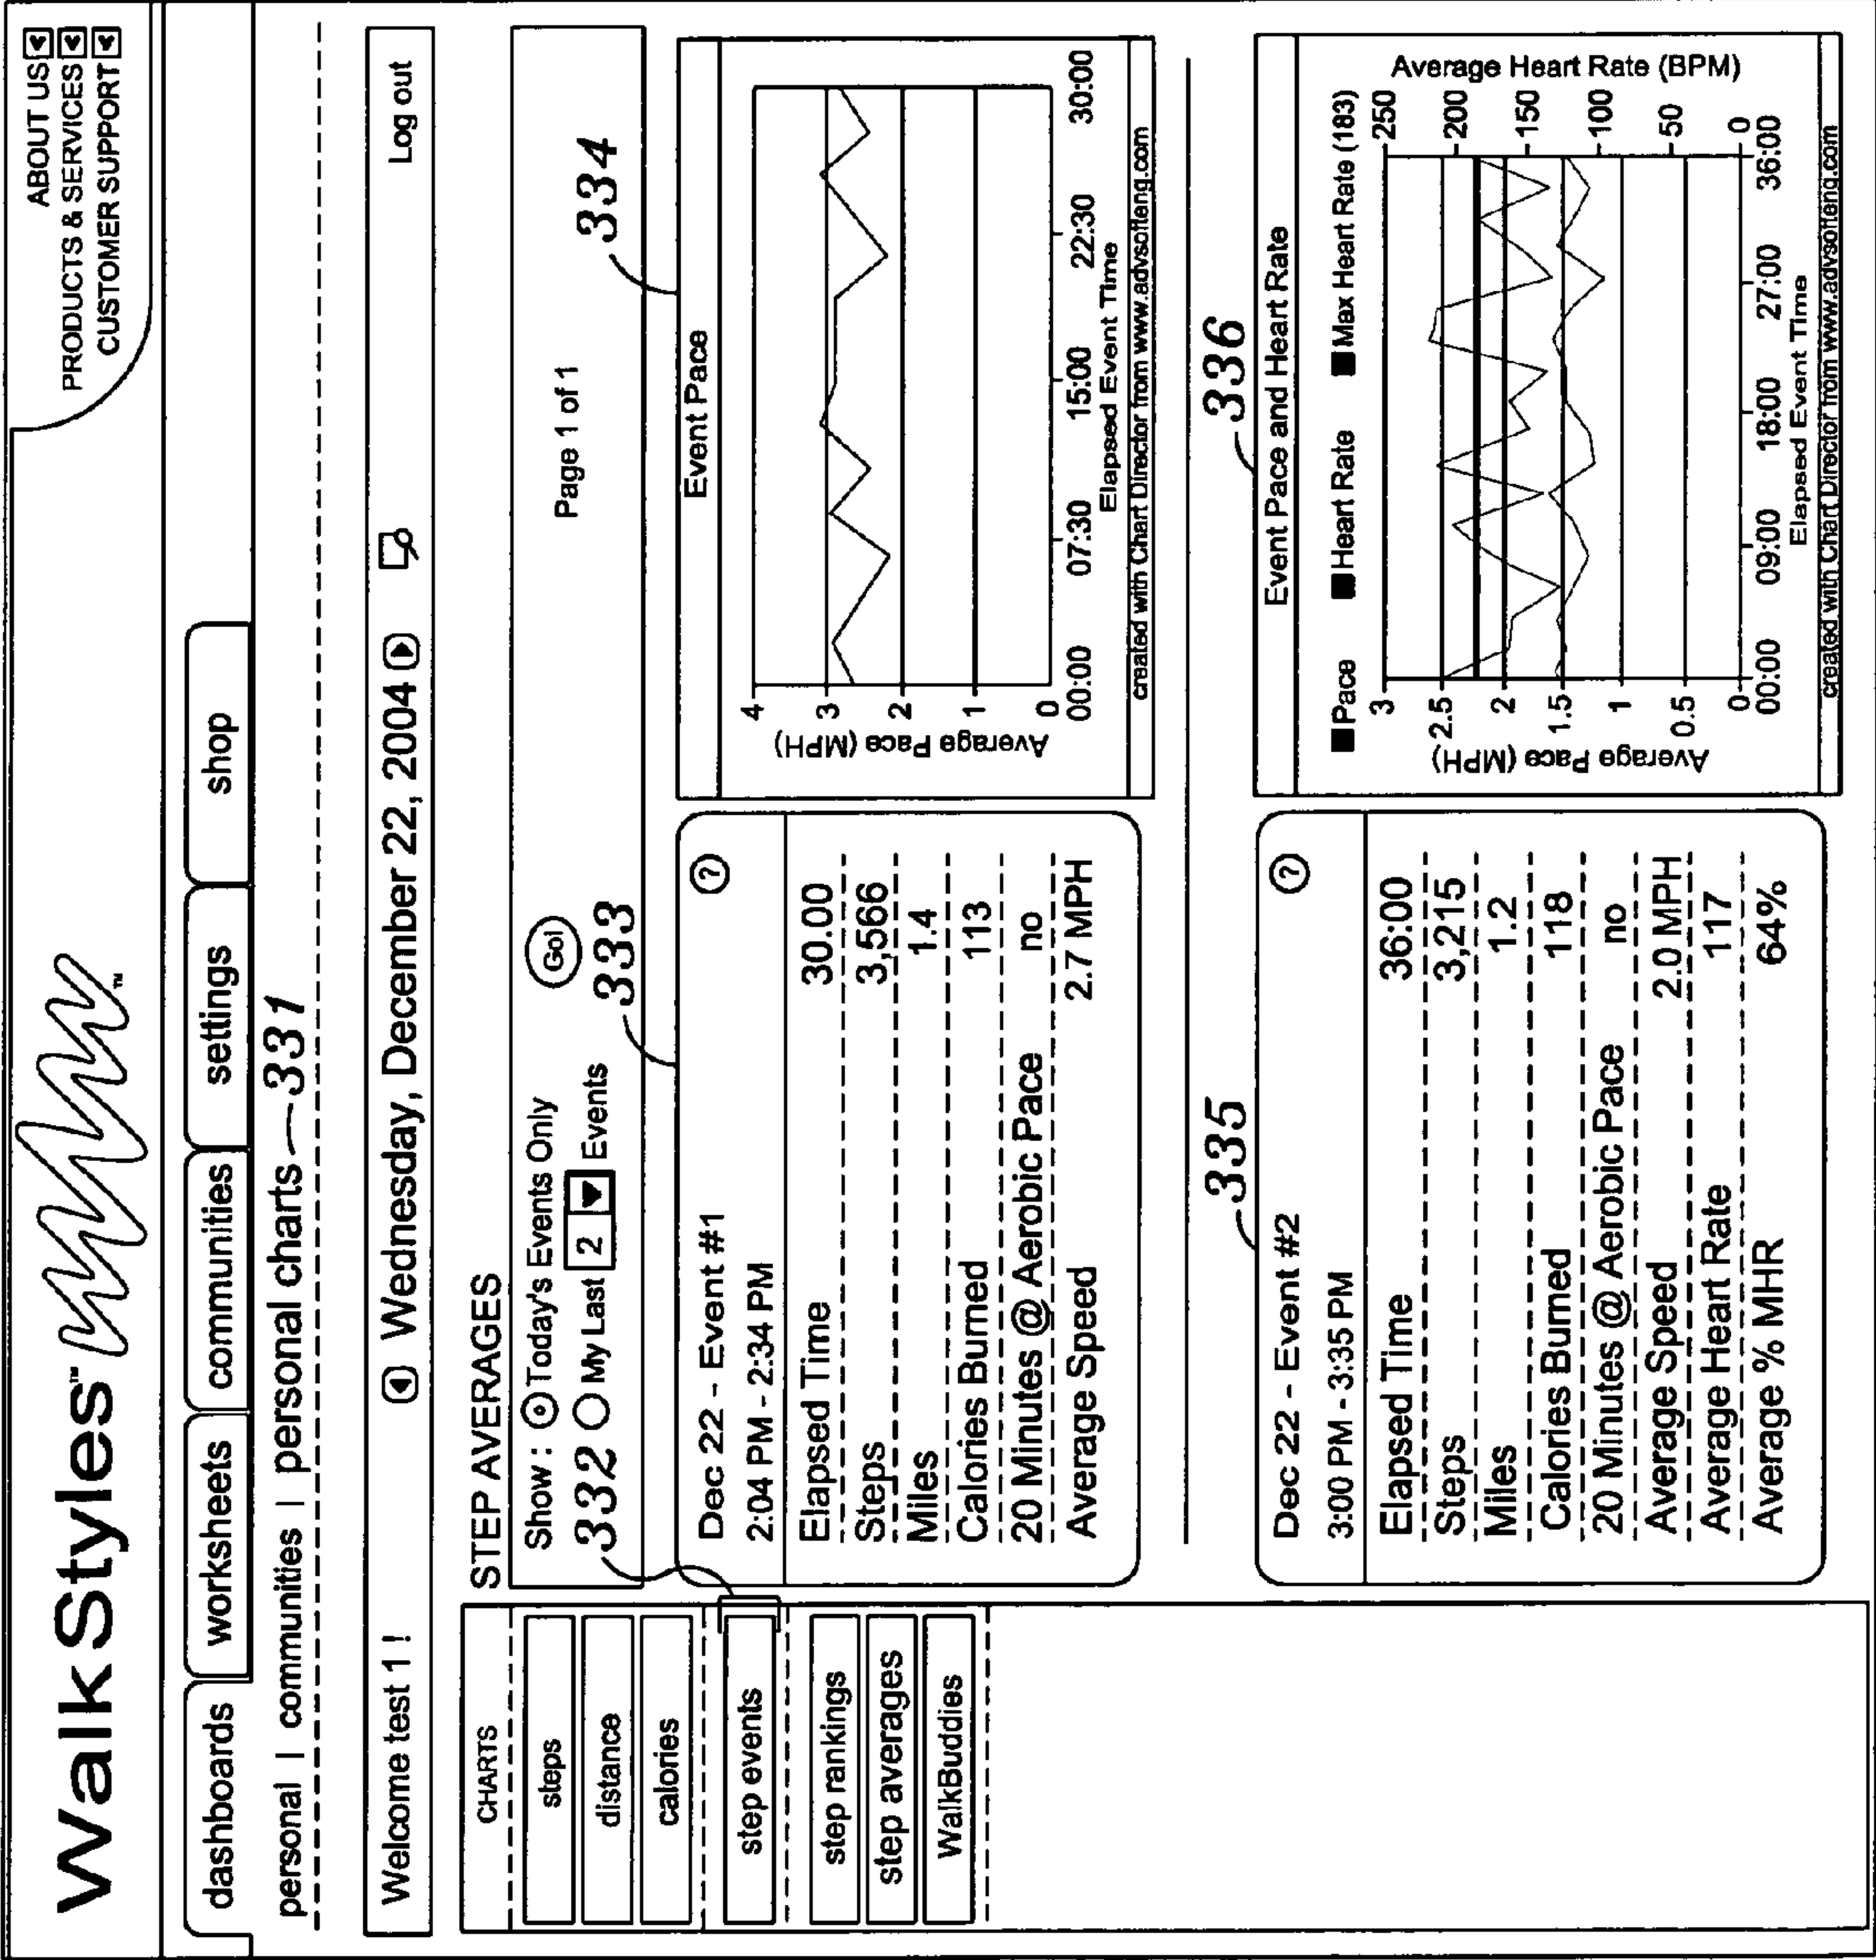 WalkStyles™
™
ABOUT US
PRODUCTS & SERVICES
CUSTOMER SUPPORT
dashboards worksheets communities settings shop
personal | communities | personal charts 331
Welcome test 1 ! Wednesday, December 22, 2004 Log out
CHARTS
steps
distance
calories
step events
step rankings
step averages
WalkBuddies
STEP AVERAGES
Show : Today's Events Only Go! Page 1 of 1
332 My Last 2 Events 333 334
Dec 22 - Event #1 ?
2:04 PM - 2:34 PM
Elapsed Time 30.00
Steps 3,566
Miles 1.4
Calories Burned 113
20 Minutes @ Aerobic Pace no
Average Speed 2.7 MPH
Event Pace
Average Pace (MPH)
4
3
2
1
0
00:00 07:30 15:00 22:30 30:00
Elapsed Event Time
created with Chart Director from www.advsofteng.com
335 336
Dec 22 - Event #2 ?
3:00 PM - 3:35 PM
Elapsed Time 36:00
Steps 3,215
Miles 1.2
Calories Burned 118
20 Minutes @ Aerobic Pace no
Average Speed 2.0 MPH
Average Heart Rate 117
Average % MHR 64%
Event Pace and Heart Rate
Pace Heart Rate Max Heart Rate (183)
Average Pace (MPH)
3
2.5
2
1.5
1
0.5
0
250
200
150
100
50
0
Average Heart Rate (BPM)
00:00 09:00 18:00 27:00 36:00
Elapsed Event Time
created with Chart Director from www.advsofteng.com